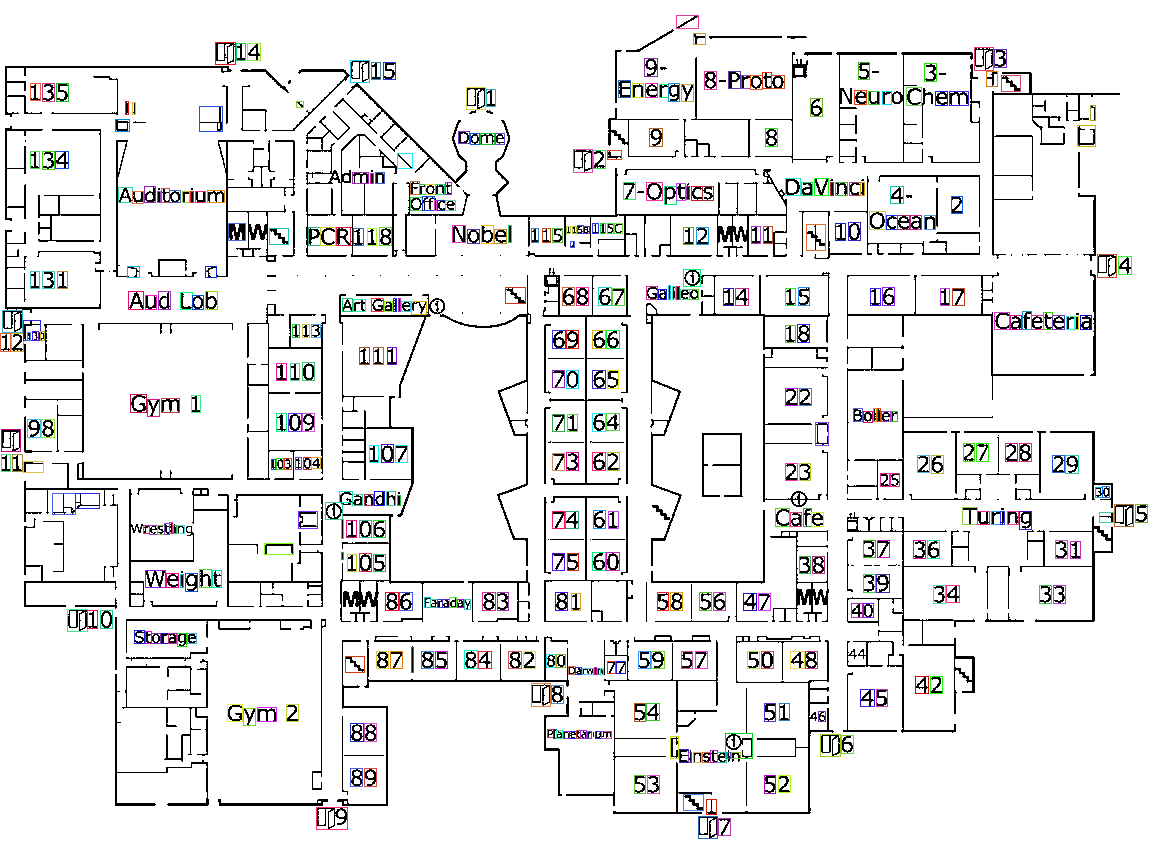 14
15
3
135
9-
Energy
8-Proto
5-
Neuro
3-
Chem
6
1
Dome
9
8
2
134
Auditorium
Admin
Front
Office
7-Optics
DaVinci
4-
Ocean
2
M W
PCR 118
Nobel
115
115B
115C
12
MW
11
10
131
Aud Lob
4
Art Gallery 1
68
67
Galileo
1
14
15
16
17
Cafeteria
12
130
113
111
69
66
18
110
70
65
22
Gym 1
98
109
107
71
64
Boiler
11
103
104
73
62
23
25
26
27
28
29
30
Gandhi
1
1
Wrestling
106
74
61
Cafe
Turing
5
Weight
105
75
60
38
37
36
31
39
MW
86
Faraday
83
81
58
56
47
MW
40
34
33
10
Storage
87
85
84
82
80
Darwin
77
59
57
50
48
44
45
42
8
Gym 2
88
Planetarium
54
51
46
1
Einstein
6
89
53
52
9
7